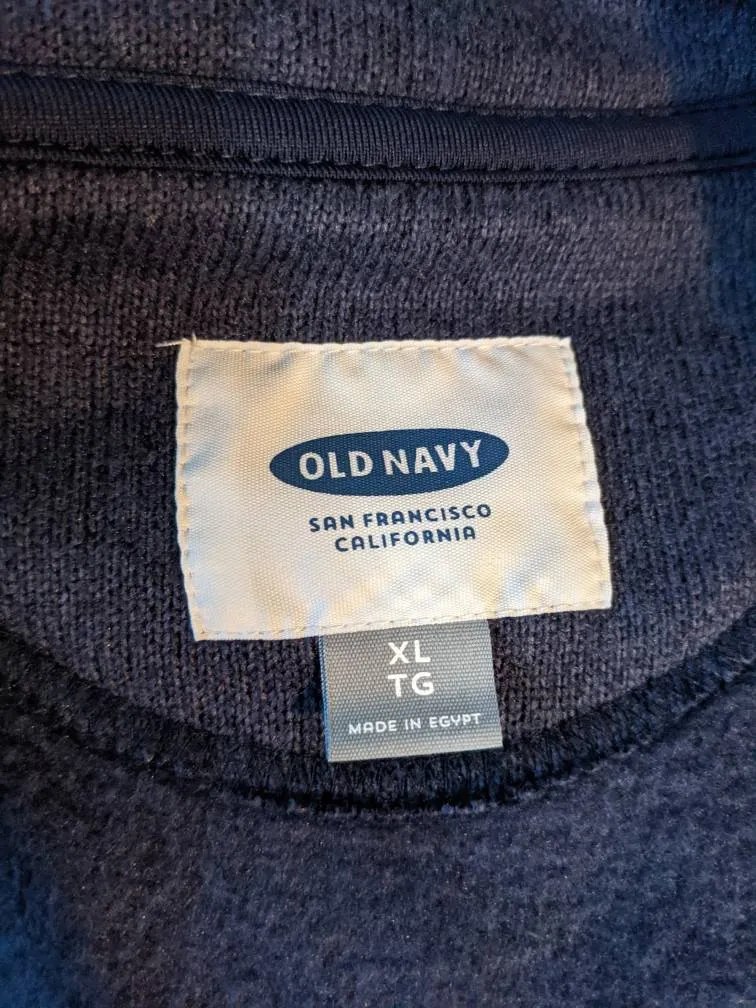 OLD NAVY
SAN FRANCISCO
CALIFORNIA
XL
TG
MADE IN EGYPT